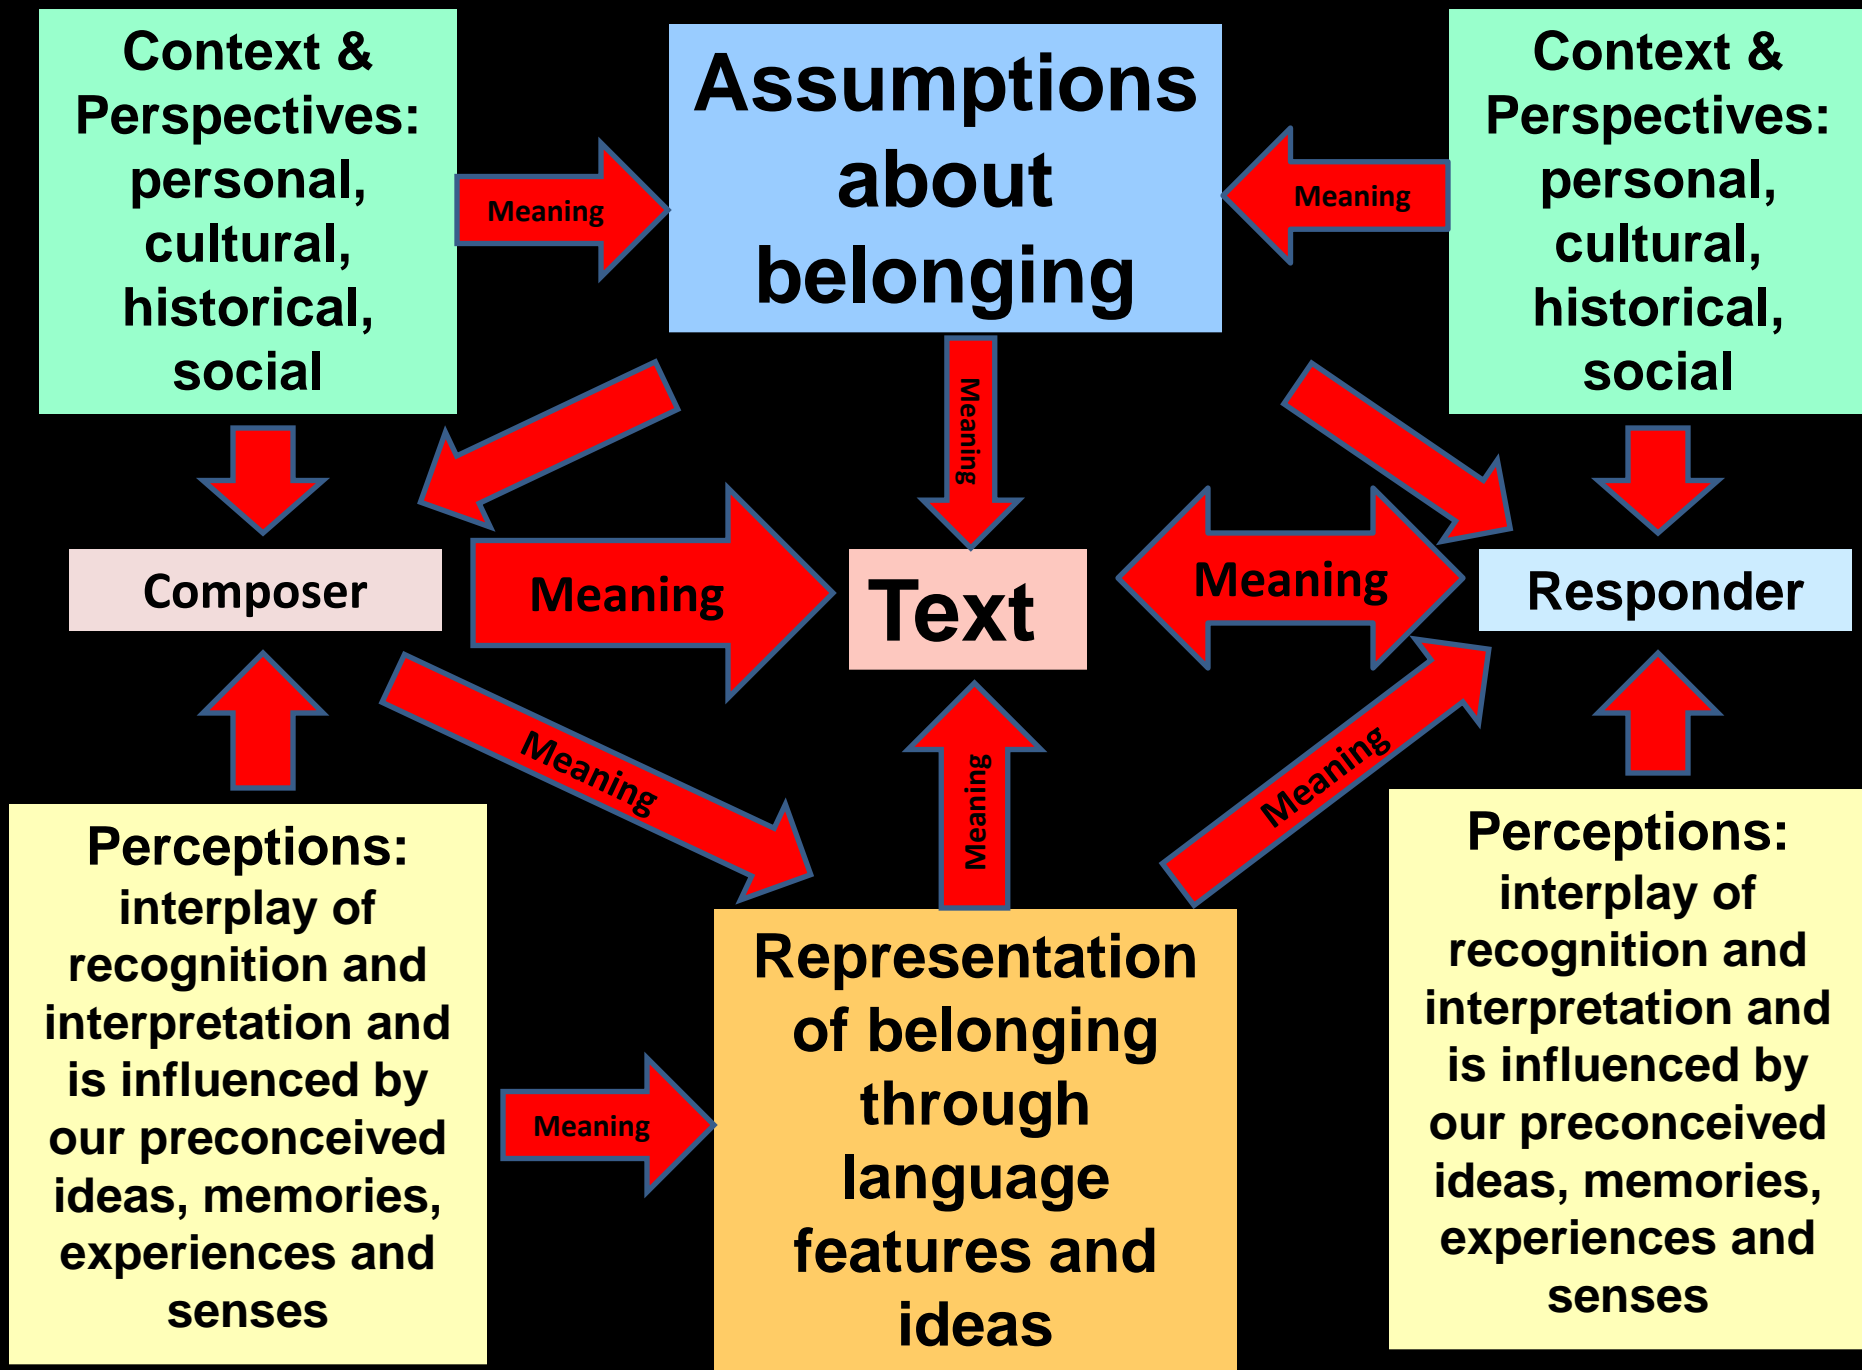 Context &
Perspectives:
personal,
cultural,
historical,
social
Meaning
Assumptions
about
belonging
Meaning
Context &
Perspectives:
personal,
cultural,
historical,
social
Meaning
Composer
Meaning
Text
Meaning
Responder
Meaning
Meaning
Meaning
Perceptions:
interplay of
recognition and
interpretation and
is influenced by
our preconceived
ideas, memories,
experiences and
senses
Meaning
Representation
of belonging
through
language
features and
ideas
Perceptions:
interplay of
recognition and
interpretation and
is influenced by
our preconceived
ideas, memories,
experiences and
senses